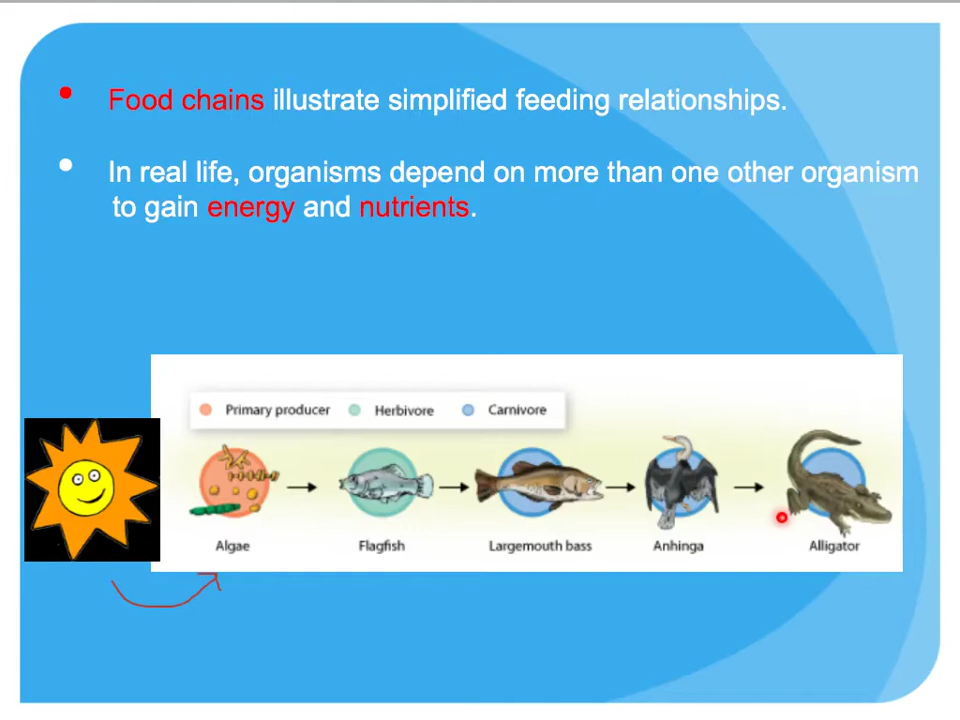 • Food chains illustrate simplified feeding relationships.
• In real life, organisms depend on more than one other organism
to gain energy and nutrients.
Primary producer Herbivore Carnivore
Algae Flagfish Largemouth bass Anhinga Alligator